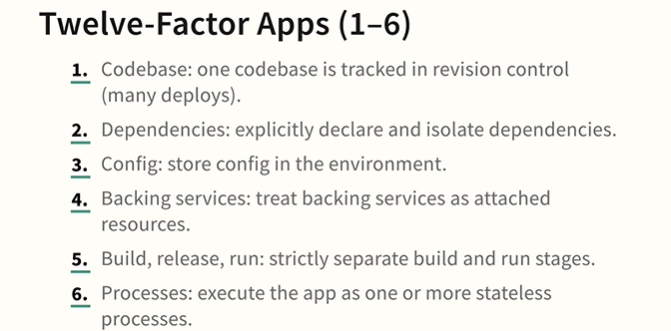 Twelve-Factor Apps (1–6)
1. Codebase: one codebase is tracked in revision control
(many deploys).
2. Dependencies: explicitly declare and isolate dependencies.
3. Config: store config in the environment.
4. Backing services: treat backing services as attached
resources.
5. Build, release, run: strictly separate build and run stages.
6. Processes: execute the app as one or more stateless
processes.